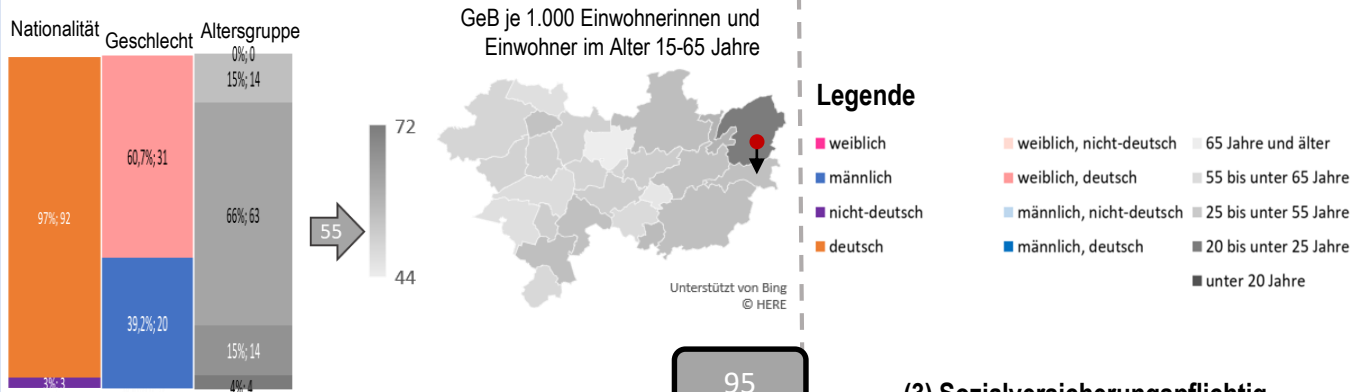 Nationalität
Geschlecht
Altersgruppe
97%; 92
3%; 3
60,7%; 31
39,2%; 20
0%; 0
15%; 14
66%; 63
15%; 14
4%; 4
55
GeB je 1.000 Einwohnerinnen und
Einwohner im Alter 15-65 Jahre
72
44
Unterstützt von Bing
© HERE
95
Legende
weiblich
männlich
nicht-deutsch
deutsch
weiblich, nicht-deutsch
weiblich, deutsch
männlich, nicht-deutsch
männlich, deutsch
65 Jahre und älter
55 bis unter 65 Jahre
25 bis unter 55 Jahre
20 bis unter 25 Jahre
unter 20 Jahre
(3) Sozialversicherungspflichtig